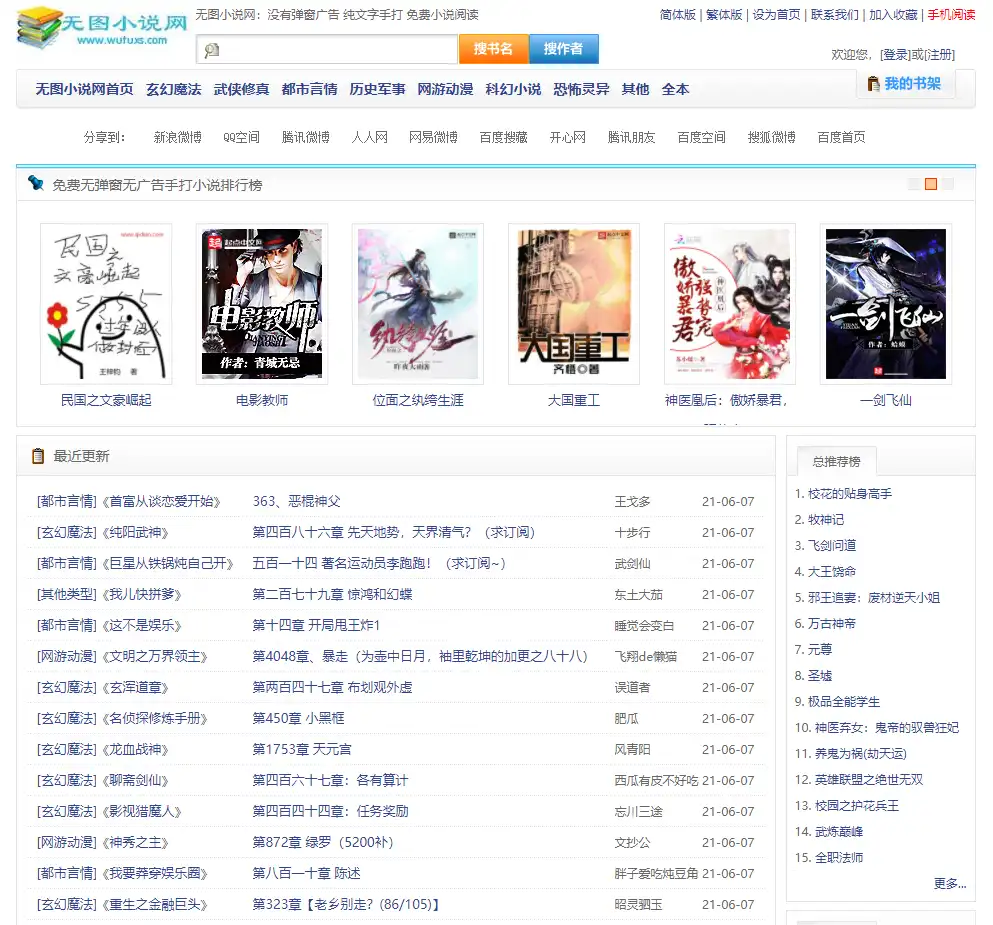 无图小说网
www.wufuxs.com
无图小说网：没有弹窗广告 纯文字手打 免费小说阅读
简体版 | 繁体版 | 设为首页 | 联系我们 | 加入收藏 | 手机阅读
搜书名 搜作者
欢迎您，[登录]或[注册]
无图小说网首页 玄幻魔法 武侠修真 都市言情 历史军事 网游动漫 科幻小说 恐怖灵异 其他 全本
我的书架
分享到： 新浪微博 QQ空间 腾讯微博 人人网 网易微博 百度搜藏 开心网 腾讯朋友 百度空间 搜狐微博 百度首页
免费无弹窗无广告手打小说排行榜
民国之
文豪崛起
王梓钧 著
起点中文网
电影教师
作者：青城无忌
纨绔生涯
昨夜大雨 著
大国重工
齐橙◎著
傲娇暴君
强势宠
神医凰后
苏小暖 著
一剑飞仙
作者：蛤蟆
民国之文豪崛起 电影教师 位面之纨绔生涯 大国重工 神医凰后：傲娇暴君， 一剑飞仙
最近更新
[都市言情]《首富从谈恋爱开始》 363、恶棍神父 王戈多 21-06-07
[玄幻魔法]《纯阳武神》 第四百八十六章 先天地势，天界清气？（求订阅） 十步行 21-06-07
[都市言情]《巨星从铁锅炖自己开》 五百一十四 著名运动员李跑跑！（求订阅~） 武剑仙 21-06-07
[其他类型]《我儿快拼爹》 第二百七十九章 惊鸿和幻蝶 东土大茄 21-06-07
[都市言情]《这不是娱乐》 第十四章 开局甩王炸1 睡觉会变白 21-06-07
[网游动漫]《文明之万界领主》 第4048章、暴走（为壶中日月，袖里乾坤的加更之八十八） 飞翔de懒猫 21-06-07
[玄幻魔法]《玄浑道章》 第两百四十七章 布划观外虚 误道者 21-06-07
[玄幻魔法]《名侦探修炼手册》 第450章 小黑框 肥瓜 21-06-07
[玄幻魔法]《龙血战神》 第1753章 天元宫 风青阳 21-06-07
[玄幻魔法]《聊斋剑仙》 第四百六十七章：各有算计 西瓜有皮不好吃 21-06-07
[玄幻魔法]《影视猎魔人》 第四百四十四章：任务奖励 忘川三途 21-06-07
[网游动漫]《神秀之主》 第872章 绿罗（5200补） 文抄公 21-06-07
[都市言情]《我要莽穿娱乐圈》 第八百一十章 陈述 胖子爱吃炖豆角 21-06-07
[玄幻魔法]《重生之金融巨头》 第323章【老乡别走？(86/105)】 昭灵驷玉 21-06-07
总推荐榜
1. 校花的贴身高手
2. 牧神记
3. 飞剑问道
4. 大王饶命
5. 邪王追妻：废材逆天小姐
6. 万古神帝
7. 元尊
8. 圣墟
9. 极品全能学生
10. 神医弃女：鬼帝的驭兽狂妃
11. 养鬼为祸(劫天运)
12. 英雄联盟之绝世无双
13. 校园之护花兵王
14. 武炼巅峰
15. 全职法师
更多...